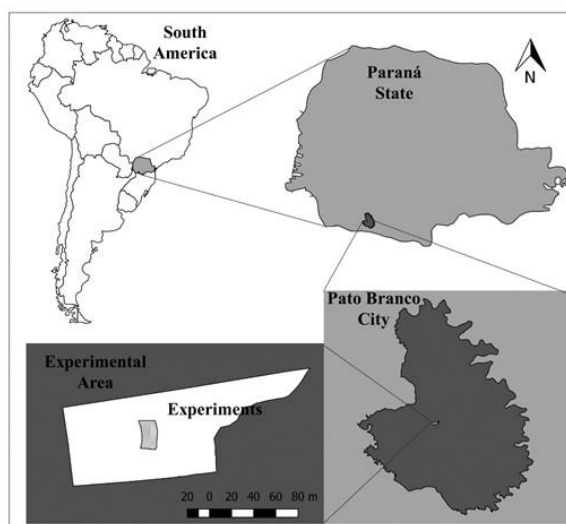 South
America
Paraná
State
N
Pato Branco
City
Experimental
Area
Experiments
20 0 20 40 60 80 m